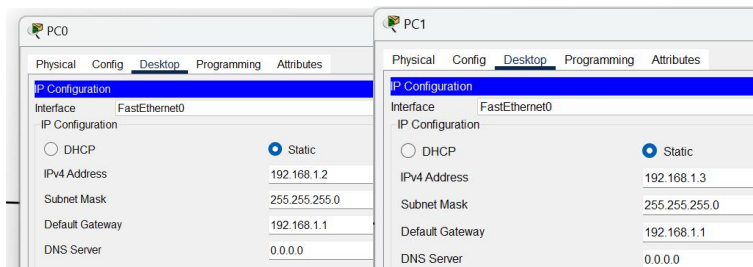 PC0
Physical Config Desktop Programming Attributes
IP Configuration
Interface FastEthernet0
IP Configuration
DHCP Static
IPv4 Address 192.168.1.2
Subnet Mask 255.255.255.0
Default Gateway 192.168.1.1
DNS Server 0.0.0.0
PC1
Physical Config Desktop Programming Attributes
IP Configuration
Interface FastEthernet0
IP Configuration
DHCP Static
IPv4 Address 192.168.1.3
Subnet Mask 255.255.255.0
Default Gateway 192.168.1.1
DNS Server 0.0.0.0